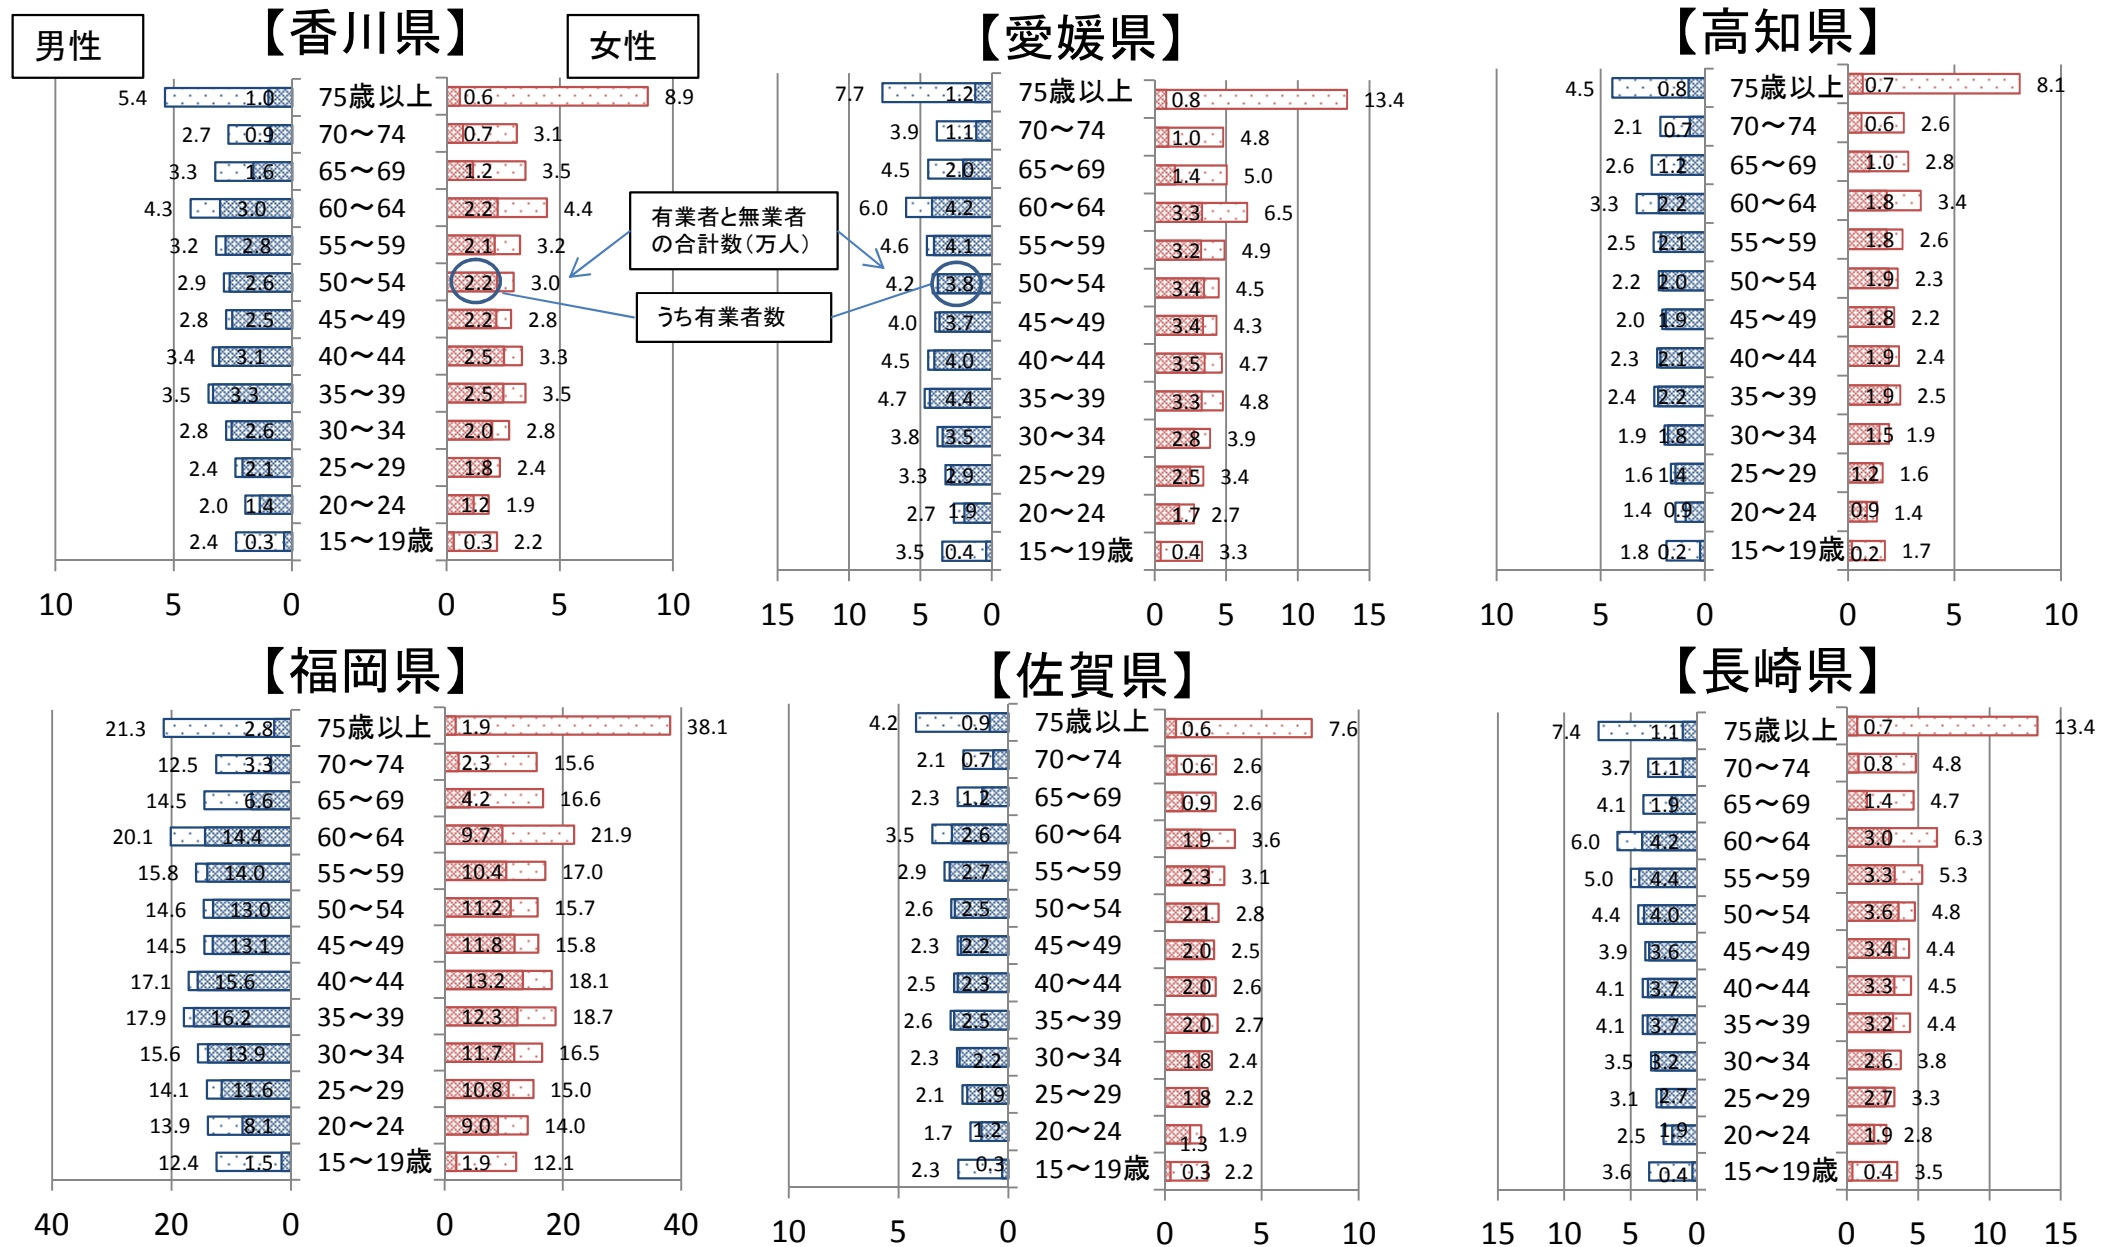 男性
【香川県】
女性
5.4 1.0 75歳以上 0.6 8.9
2.7 0.9 70～74 0.7 3.1
3.3 1.6 65～69 1.2 3.5
4.3 3.0 60～64 2.2 4.4
3.2 2.8 55～59 2.1 3.2
2.9 2.6 50～54 2.2 3.0
2.8 2.5 45～49 2.2 2.8
3.4 3.1 40～44 2.5 3.3
3.5 3.3 35～39 2.5 3.5
2.8 2.6 30～34 2.0 2.8
2.4 2.1 25～29 1.8 2.4
2.0 1.4 20～24 1.2 1.9
2.4 0.3 15～19歳 0.3 2.2
10 5 0 0 5 10
有業者と無業者
の合計数(万人)
うち有業者数
【愛媛県】
7.7 1.2 75歳以上 0.8 13.4
3.9 1.1 70～74 1.0 4.8
4.5 2.0 65～69 1.4 5.0
6.0 4.2 60～64 3.3 6.5
4.6 4.1 55～59 3.2 4.9
4.2 3.8 50～54 3.4 4.5
4.0 3.7 45～49 3.4 4.3
4.5 4.0 40～44 3.5 4.7
4.7 4.4 35～39 3.3 4.8
3.8 3.5 30～34 2.8 3.9
3.3 2.9 25～29 2.5 3.4
2.7 1.9 20～24 1.7 2.7
3.5 0.4 15～19歳 0.4 3.3
15 10 5 0 0 5 10 15
【高知県】
4.5 0.8 75歳以上 0.7 8.1
2.1 0.7 70～74 0.6 2.6
2.6 1.2 65～69 1.0 2.8
3.3 2.2 60～64 1.8 3.4
2.5 2.1 55～59 1.8 2.6
2.2 2.0 50～54 1.9 2.3
2.0 1.9 45～49 1.8 2.2
2.3 2.1 40～44 1.9 2.4
2.4 2.2 35～39 1.9 2.5
1.9 1.8 30～34 1.5 1.9
1.6 1.4 25～29 1.2 1.6
1.4 0.9 20～24 0.9 1.4
1.8 0.2 15～19歳 0.2 1.7
10 5 0 0 5 10
【福岡県】
21.3 2.8 75歳以上 1.9 38.1
12.5 3.3 70～74 2.3 15.6
14.5 6.6 65～69 4.2 16.6
20.1 14.4 60～64 9.7 21.9
15.8 14.0 55～59 10.4 17.0
14.6 13.0 50～54 11.2 15.7
14.5 13.1 45～49 11.8 15.8
17.1 15.6 40～44 13.2 18.1
17.9 16.2 35～39 12.3 18.7
15.6 13.9 30～34 11.7 16.5
14.1 11.6 25～29 10.8 15.0
13.9 8.1 20～24 9.0 14.0
12.4 1.5 15～19歳 1.9 12.1
40 20 0 0 20 40
【佐賀県】
4.2 0.9 75歳以上 0.6 7.6
2.1 0.7 70～74 0.6 2.6
2.3 1.2 65～69 0.9 2.6
3.5 2.6 60～64 1.9 3.6
2.9 2.7 55～59 2.3 3.1
2.6 2.5 50～54 2.1 2.8
2.3 2.2 45～49 2.0 2.5
2.5 2.3 40～44 2.0 2.6
2.6 2.5 35～39 2.0 2.7
2.3 2.2 30～34 1.8 2.4
2.1 1.9 25～29 1.8 2.2
1.7 1.2 20～24 1.3 1.9
2.3 0.3 15～19歳 0.3 2.2
10 5 0 0 5 10
【長崎県】
7.4 1.1 75歳以上 0.7 13.4
3.7 1.1 70～74 0.8 4.8
4.1 1.9 65～69 1.4 4.7
6.0 4.2 60～64 3.0 6.3
5.0 4.4 55～59 3.3 5.3
4.4 4.0 50～54 3.6 4.8
3.9 3.6 45～49 3.4 4.4
4.1 3.7 40～44 3.3 4.5
4.1 3.7 35～39 3.2 4.4
3.5 3.2 30～34 2.6 3.8
3.1 2.7 25～29 2.7 3.3
2.5 1.9 20～24 1.9 2.8
3.6 0.4 15～19歳 0.4 3.5
15 10 5 0 0 5 10 15